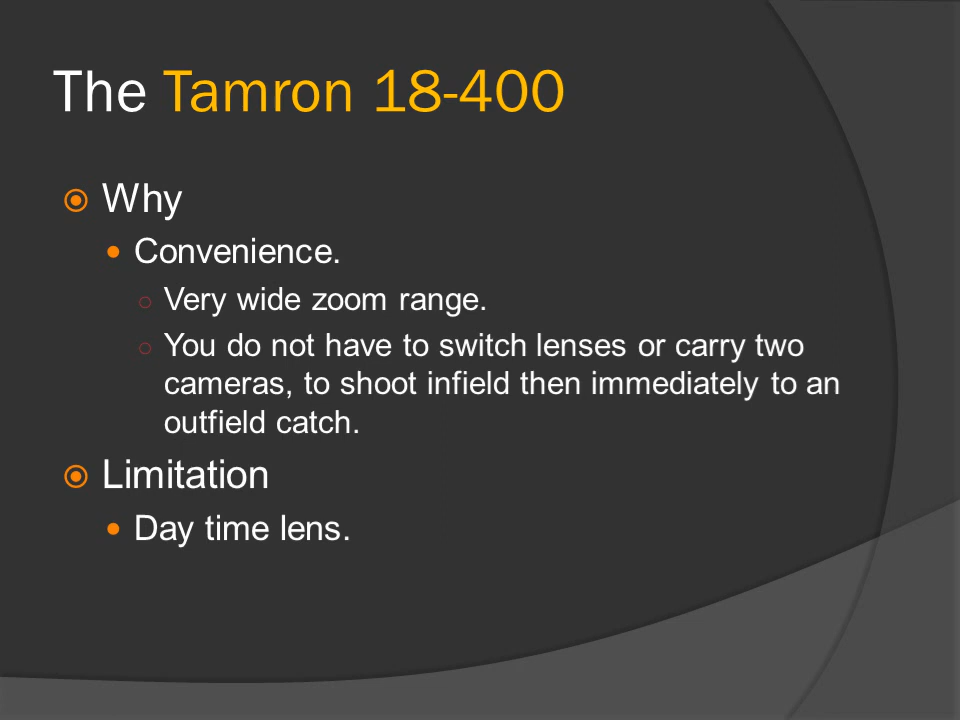 The Tamron 18-400
Why
Convenience.
Very wide zoom range.
You do not have to switch lenses or carry two
cameras, to shoot infield then immediately to an
outfield catch.
Limitation
Day time lens.